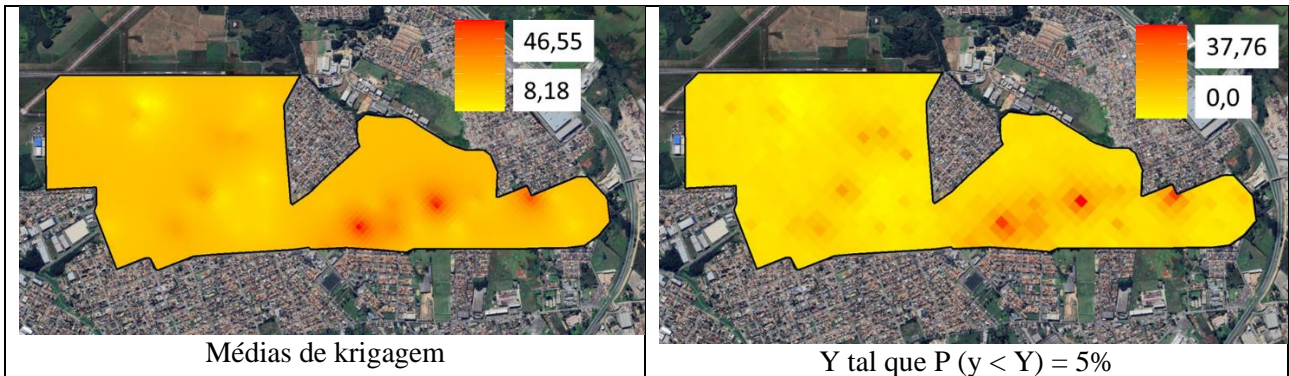 46,55
8,18
Médias de krigagem
37,76
0,0
Y tal que P (y < Y) = 5%